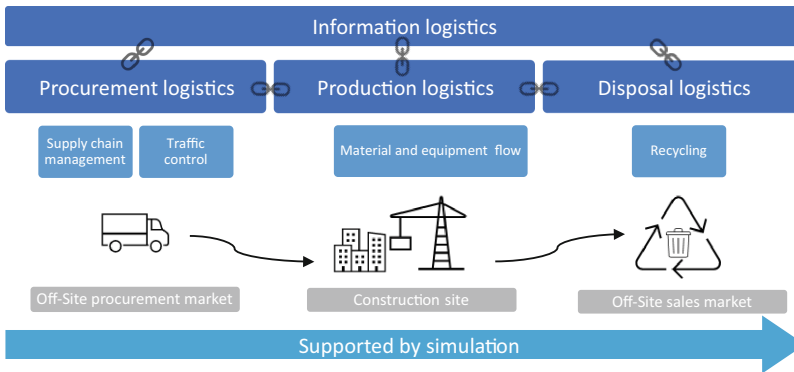 Information logistics
Procurement logistics
Production logistics
Disposal logistics
Supply chain
management
Traffic
control
Material and equipment flow
Recycling
Off-Site procurement market
Construction site
Off-Site sales market
Supported by simulation